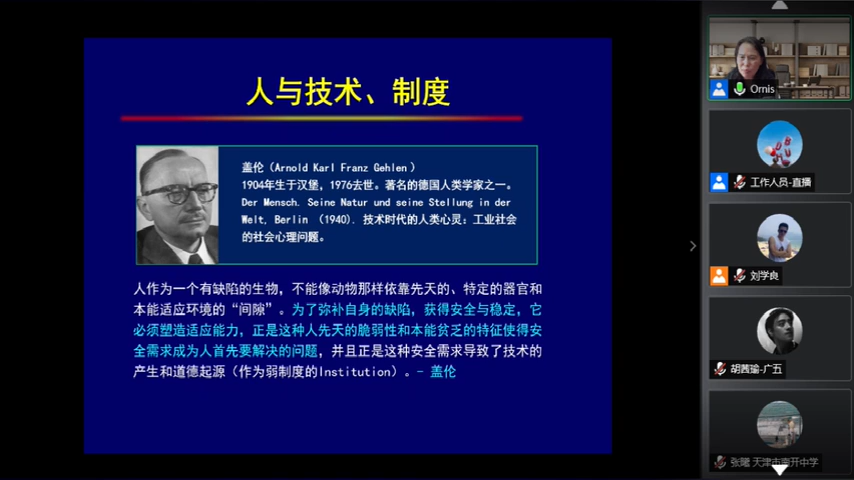 人与技术、制度
盖伦（Arnold Karl Franz Gehlen）
1904年生于汉堡，1976去世。著名的德国人类学家之一。
Der Mensch. Seine Natur und seine Stellung in der
Welt, Berlin （1940). 技术时代的人类心灵：工业社会
的社会心理问题。
人作为一个有缺陷的生物，不能像动物那样依靠先天的、特定的器官和
本能适应环境的“间隙”。为了弥补自身的缺陷，获得安全与稳定，它
必须塑造适应能力，正是这种人先天的脆弱性和本能贫乏的特征使得安
全需求成为人首先要解决的问题，并且正是这种安全需求导致了技术的
产生和道德起源（作为弱制度的Institution）。- 盖伦
Ornis
工作人员-直播
刘学良
胡茜瑜-广五
天津市南开中学